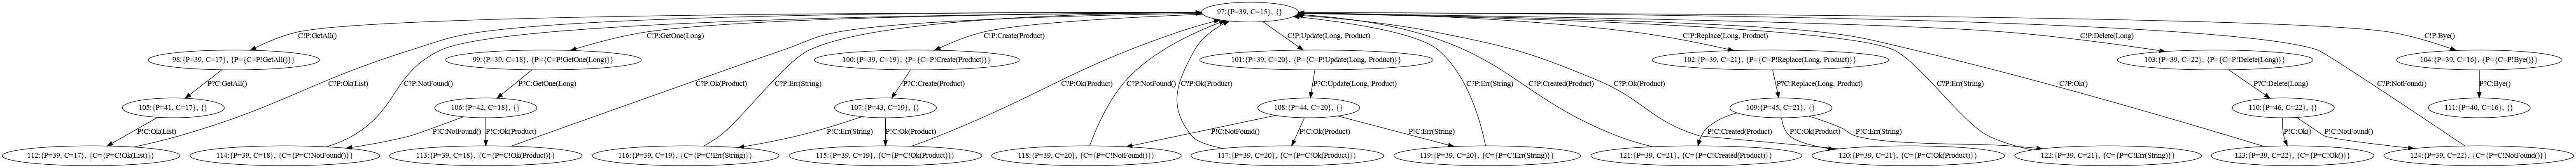 97:{P=39, C=15}, {}
C!P:GetAll()
C!P:GetOne(Long)
C!P:Create(Product)
C!P:Update(Long, Product)
C!P:Replace(Long, Product)
C!P:Delete(Long)
C!P:Bye()
98:{P=39, C=17}, {P={C=P!GetAll()}}
99:{P=39, C=18}, {P={C=P!GetOne(Long)}}
100:{P=39, C=19}, {P={C=P!Create(Product)}}
101:{P=39, C=20}, {P={C=P!Update(Long, Product)}}
102:{P=39, C=21}, {P={C=P!Replace(Long, Product)}}
103:{P=39, C=22}, {P={C=P!Delete(Long)}}
104:{P=39, C=16}, {P={C=P!Bye()}}
P?C:GetAll()
C?P:Ok(List)
C?P:NotFound()
P?C:GetOne(Long)
C?P:Ok(Product)
C?P:Err(String)
P?C:Create(Product)
C?P:Ok(Product)
C?P:NotFound()
C?P:Ok(Product)
P?C:Update(Long, Product)
C?P:Err(String)
C?P:Created(Product)
C?P:Ok(Product)
P?C:Replace(Long, Product)
C?P:Err(String)
C?P:Ok()
P?C:Delete(Long)
C?P:NotFound()
P?C:Bye()
105:{P=41, C=17}, {}
106:{P=42, C=18}, {}
107:{P=43, C=19}, {}
108:{P=44, C=20}, {}
109:{P=45, C=21}, {}
110:{P=46, C=22}, {}
111:{P=40, C=16}, {}
P!C:Ok(List)
P!C:NotFound()
P!C:Ok(Product)
P!C:Err(String)
P!C:Ok(Product)
P!C:NotFound()
P!C:Ok(Product)
P!C:Err(String)
P!C:Created(Product)
P!C:Ok(Product)
P!C:Err(String)
P!C:Ok()
P!C:NotFound()
112:{P=39, C=17}, {C={P=C!Ok(List)}}
114:{P=39, C=18}, {C={P=C!NotFound()}}
113:{P=39, C=18}, {C={P=C!Ok(Product)}}
116:{P=39, C=19}, {C={P=C!Err(String)}}
115:{P=39, C=19}, {C={P=C!Ok(Product)}}
118:{P=39, C=20}, {C={P=C!NotFound()}}
117:{P=39, C=20}, {C={P=C!Ok(Product)}}
119:{P=39, C=20}, {C={P=C!Err(String)}}
121:{P=39, C=21}, {C={P=C!Created(Product)}}
120:{P=39, C=21}, {C={P=C!Ok(Product)}}
122:{P=39, C=21}, {C={P=C!Err(String)}}
123:{P=39, C=22}, {C={P=C!Ok()}}
124:{P=39, C=22}, {C={P=C!NotFound()}}